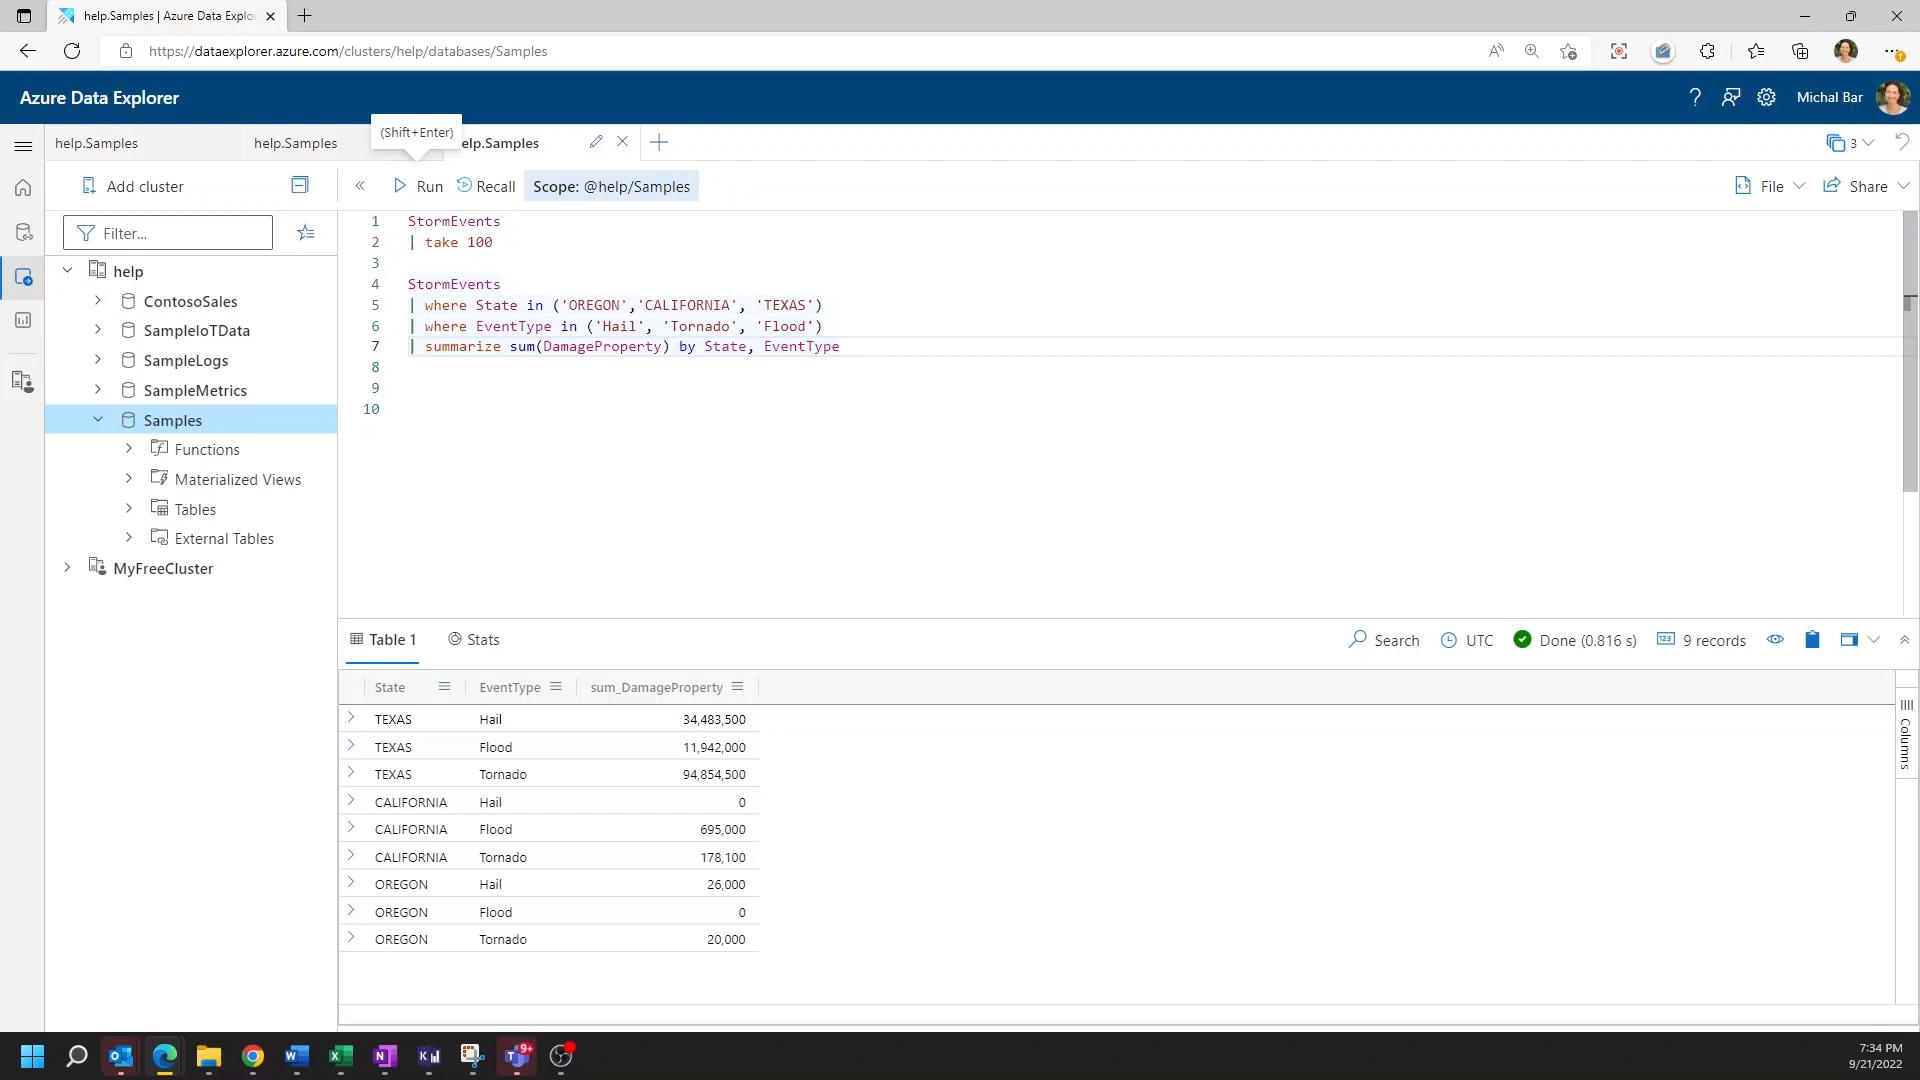 help.Samples | Azure Data Explo
https://dataexplorer.azure.com/clusters/help/databases/Samples
Azure Data Explorer
Michal Bar
help.Samples
help.Samples
(Shift+Enter)
elp.Samples
3
Add cluster
Run
Recall
Scope: @help/Samples
File
Share
Filter...
help
ContosoSales
SampleIoTData
SampleLogs
SampleMetrics
Samples
Functions
Materialized Views
Tables
External Tables
MyFreeCluster
1 StormEvents
2 | take 100
3
4 StormEvents
5 | where State in ('OREGON','CALIFORNIA', 'TEXAS')
6 | where EventType in ('Hail', 'Tornado', 'Flood')
7 | summarize sum(DamageProperty) by State, EventType
8
9
10
Table 1
Stats
Search
UTC
Done (0.816 s)
123
9 records
State EventType sum_DamageProperty
TEXAS Hail 34,483,500
TEXAS Flood 11,942,000
TEXAS Tornado 94,854,500
CALIFORNIA Hail 0
CALIFORNIA Flood 695,000
CALIFORNIA Tornado 178,100
OREGON Hail 26,000
OREGON Flood 0
OREGON Tornado 20,000
Columns
9+
7:34 PM
9/21/2022